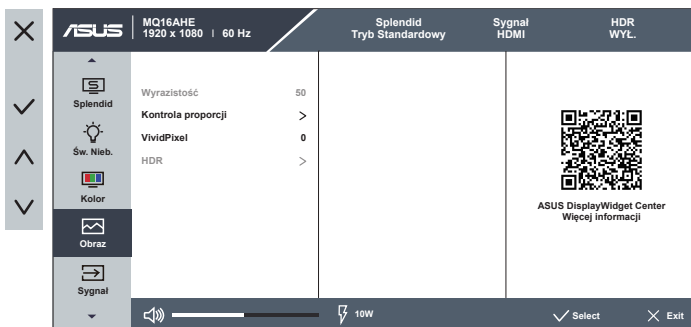 ASUS
MQ16AHE
1920 x 1080 | 60 Hz
Splendid
Tryb Standardowy
Sygnał
HDMI
HDR
WYŁ.
Splendid
Św. Nieb.
Kolor
Obraz
Sygnał
Wyrazistość 50
Kontrola proporcji >
VividPixel 0
HDR >
ASUS DisplayWidget Center
Więcej informacji
10W
Select
Exit